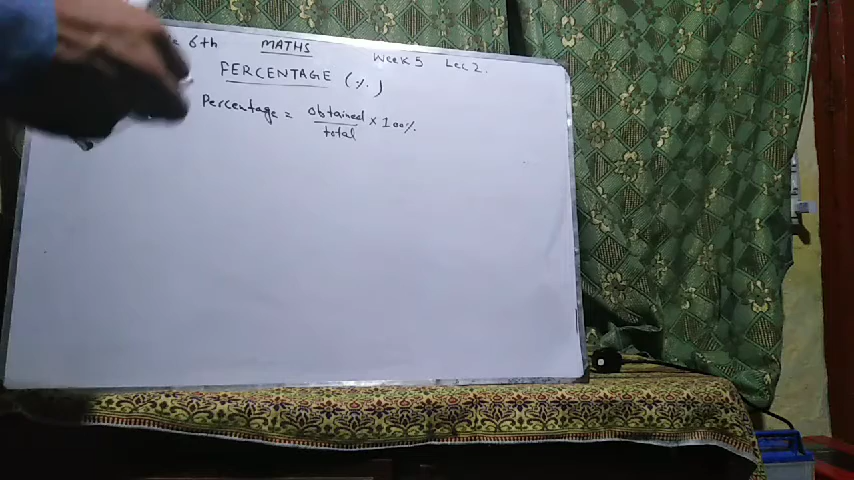 6th MATHS Week 5 Lec 2.
PERCENTAGE (%)
Percentage = obtained/total × 100%